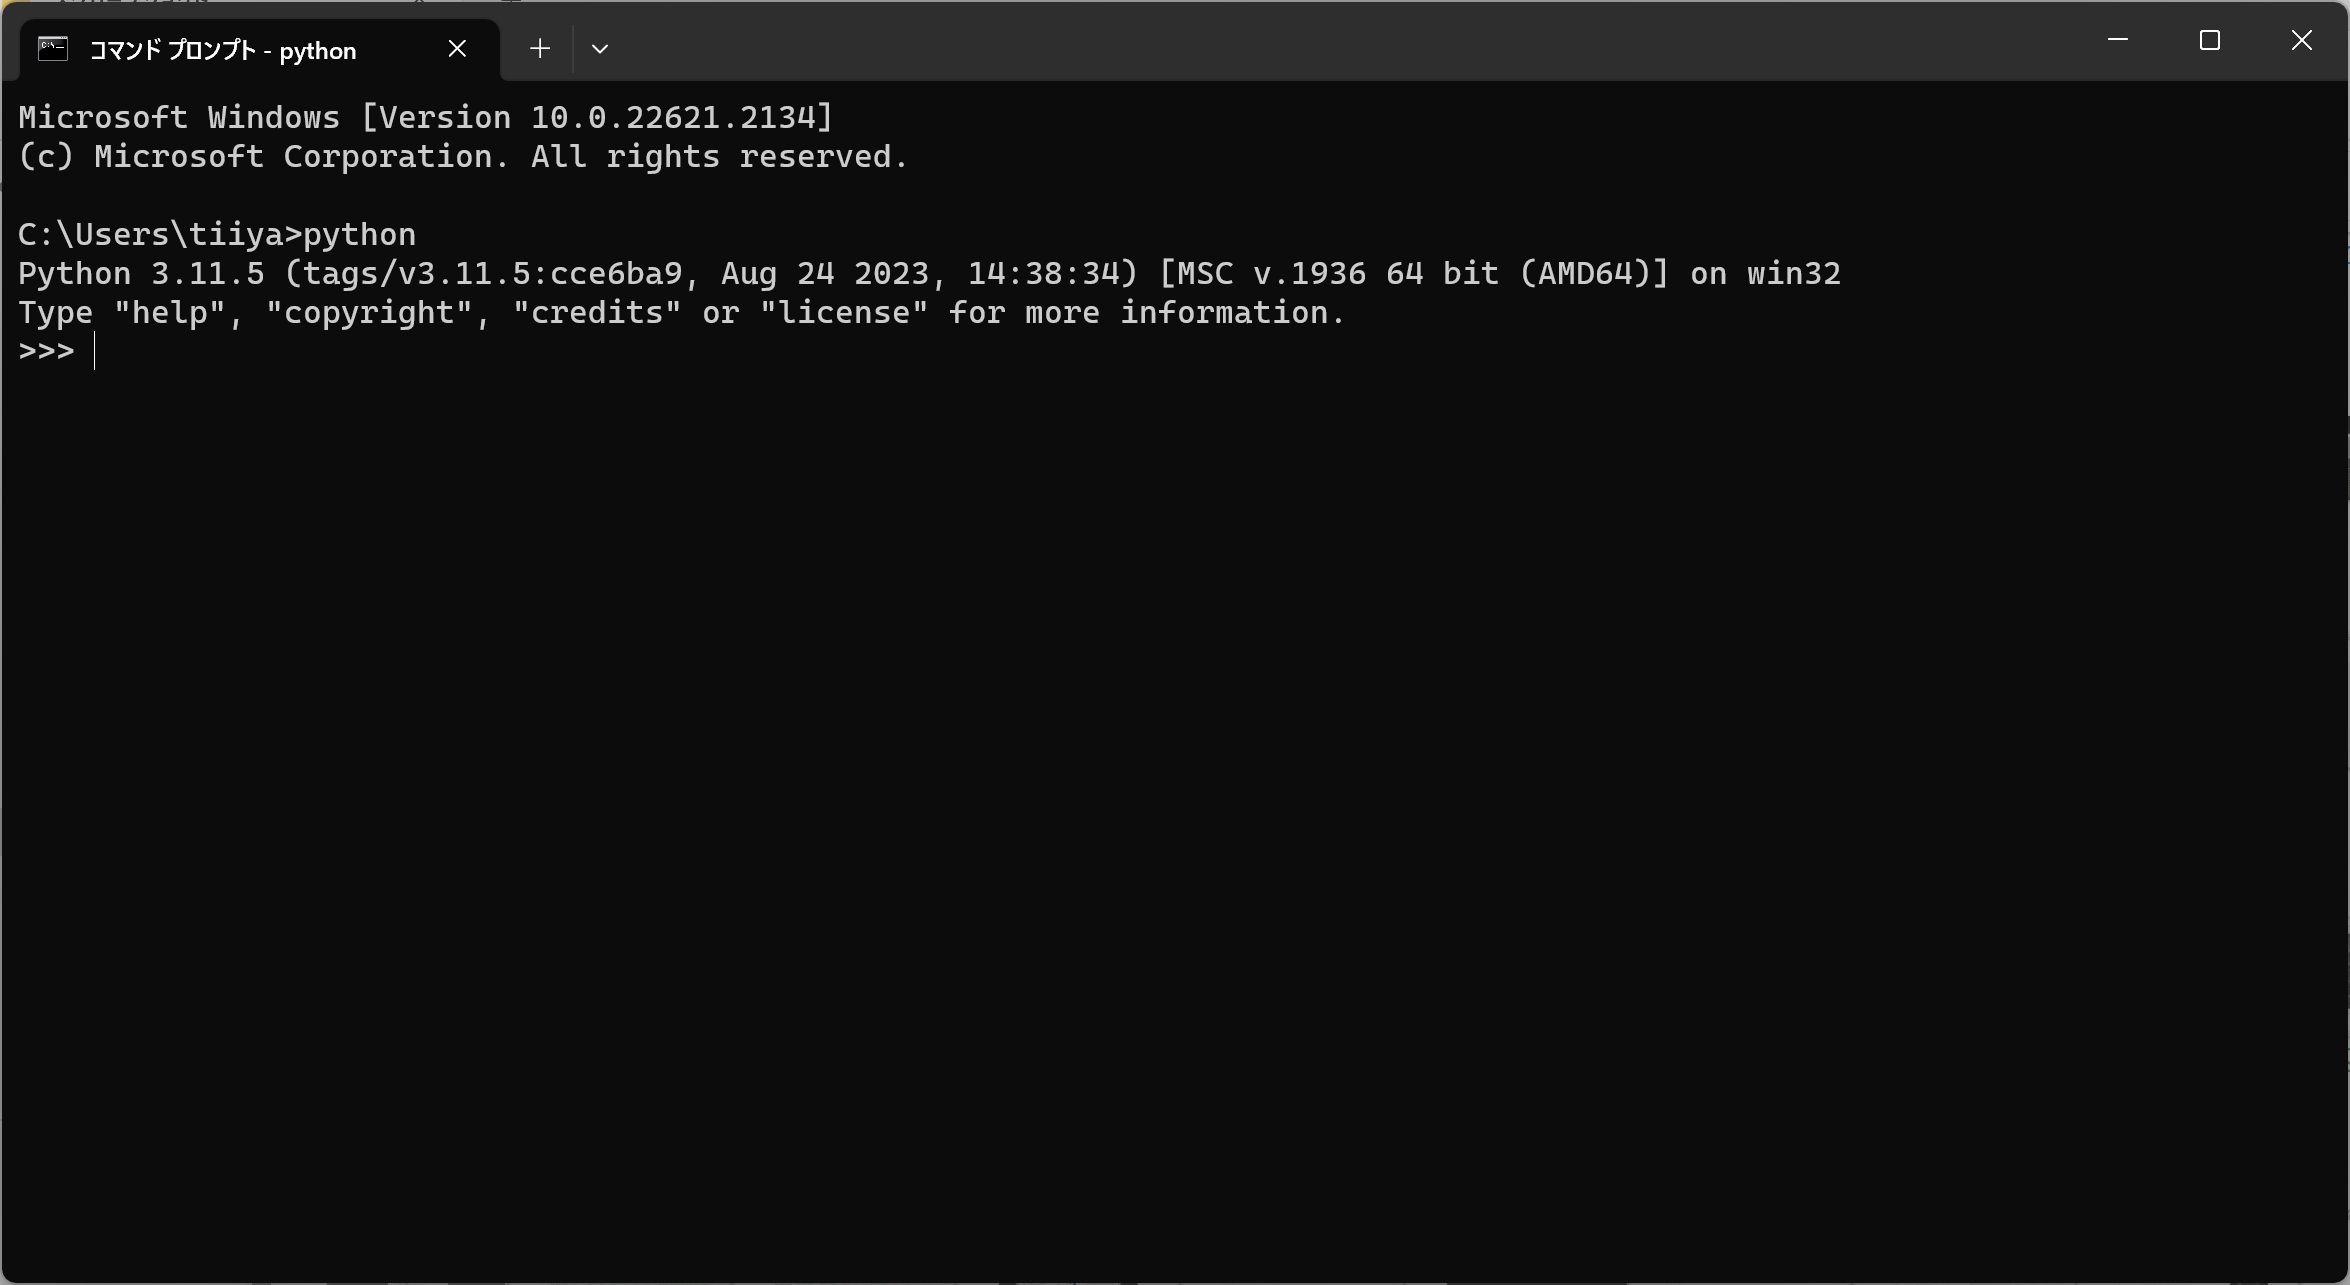 コマンド プロンプト - python
Microsoft Windows [Version 10.0.22621.2134]
(c) Microsoft Corporation. All rights reserved.
C:\Users\tiiya>python
Python 3.11.5 (tags/v3.11.5:cce6ba9, Aug 24 2023, 14:38:34) [MSC v.1936 64 bit (AMD64)] on win32
Type "help", "copyright", "credits" or "license" for more information.
>>>